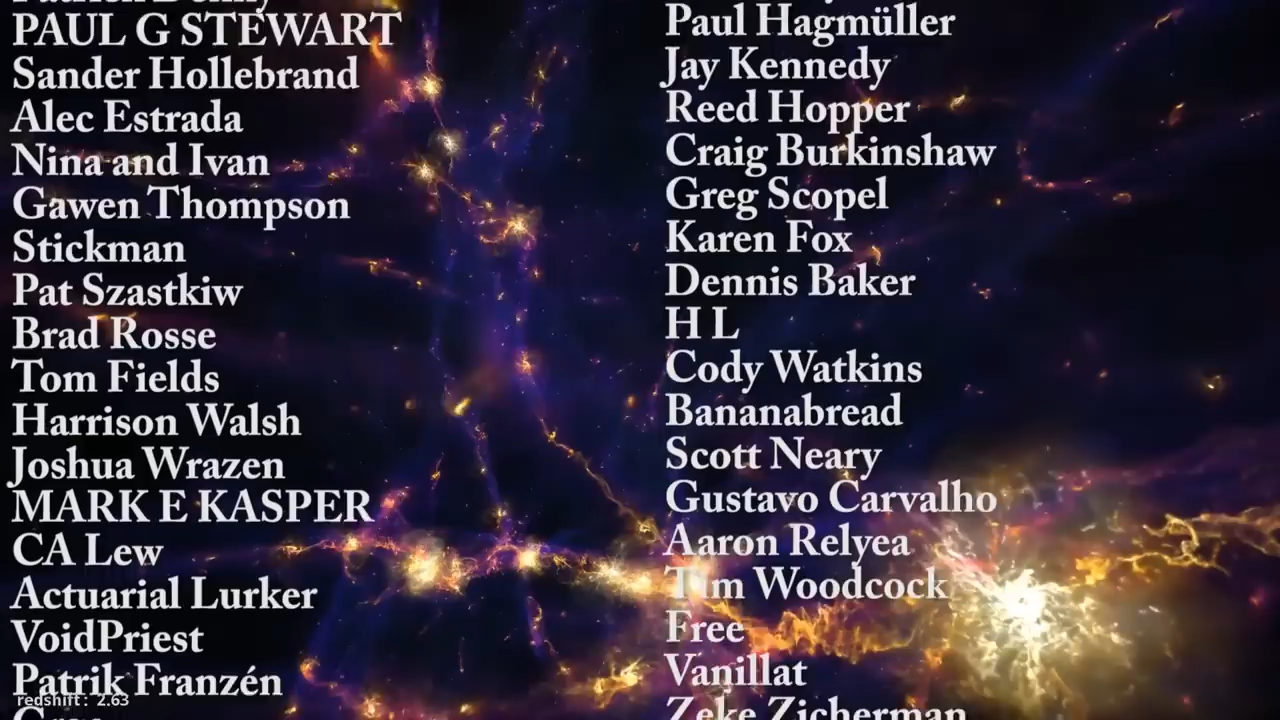 PAUL G STEWART
Sander Hollebrand
Alec Estrada
Nina and Ivan
Gawen Thompson
Stickman
Pat Szastkiw
Brad Rosse
Tom Fields
Harrison Walsh
Joshua Wrazen
MARK E KASPER
CA Lew
Actuarial Lurker
VoidPriest
Patrik Franzén
redshift: 2.63
Paul Hagmüller
Jay Kennedy
Reed Hopper
Craig Burkinshaw
Greg Scopel
Karen Fox
Dennis Baker
H L
Cody Watkins
Bananabread
Scott Neary
Gustavo Carvalho
Aaron Relyea
Tim Woodcock
Free
Vanillat
Zeke Zicherman